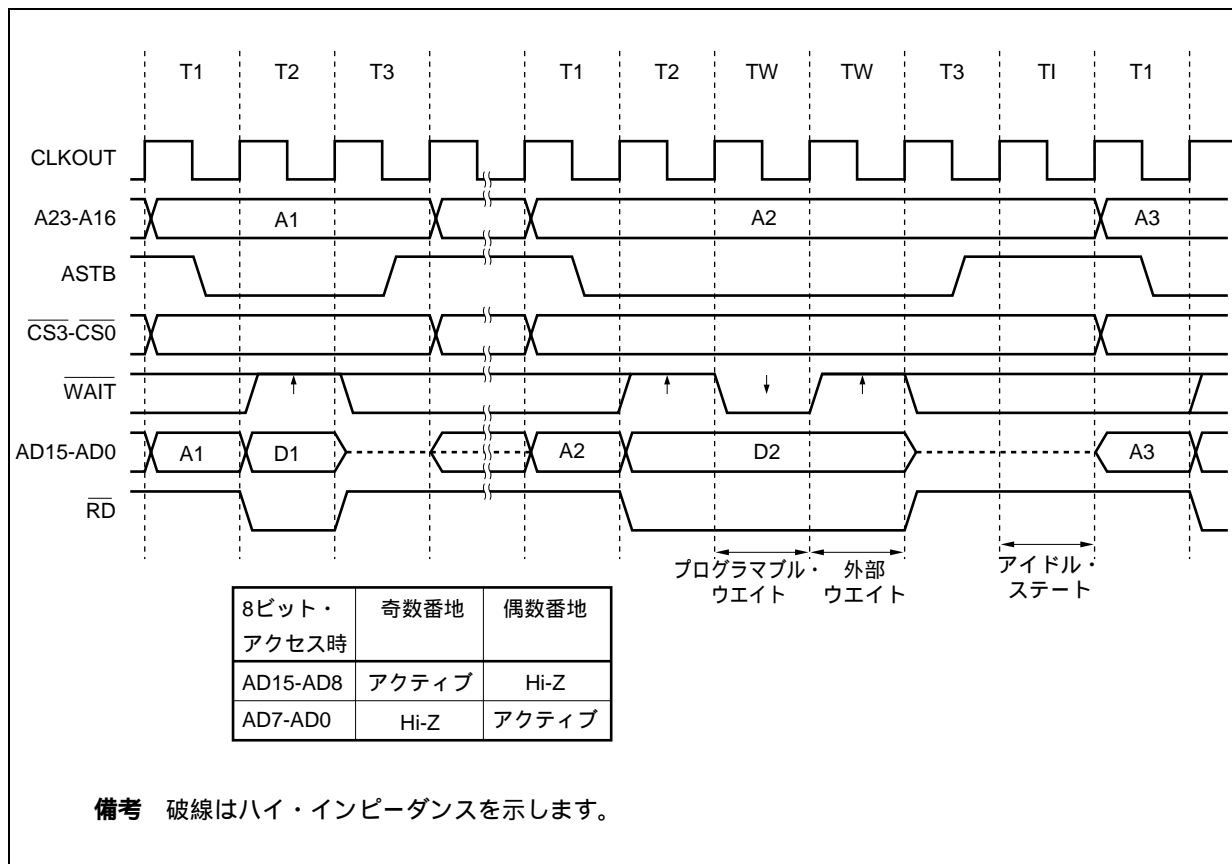 T1 T2 T3 T1 T2 TW TW T3 TI T1
CLKOUT
A23-A16 A1 A2 A3
ASTB
CS3-CS0
WAIT
AD15-AD0 A1 D1 A2 D2 A3
RD
プログラマブル・ 外部 アイドル・
ウエイト ウエイト ステート
8ビット・ 奇数番地 偶数番地
アクセス時
AD15-AD8 アクティブ Hi-Z
AD7-AD0 Hi-Z アクティブ
備考 破線はハイ・インピーダンスを示します。